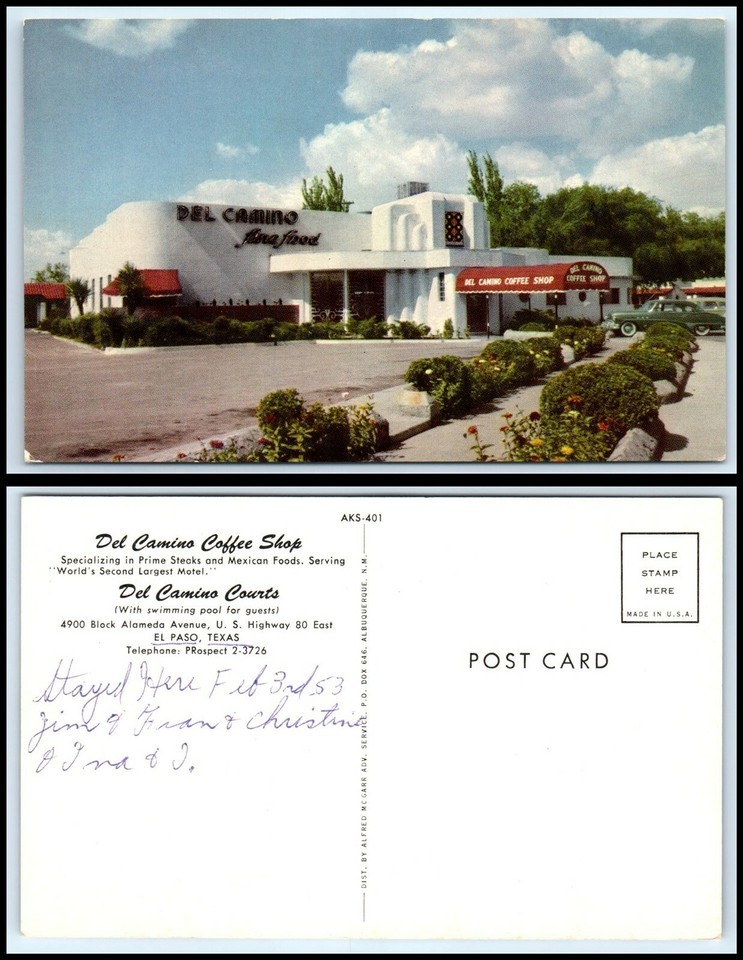 DEL CAMINO
fine food
DEL CAMINO COFFEE SHOP
DEL CAMINO
COFFEE SHOP
AKS-401
Del Camino Coffee Shop
Specializing in Prime Steaks and Mexican Foods. Serving
"World's Second Largest Motel."
Del Camino Courts
(With swimming pool for guests)
4900 Block Alameda Avenue, U. S. Highway 80 East
EL PASO, TEXAS
Telephone: PRospect 2-3726
Stayed Here Feb 3rd 53
Jim & Fran & Christine
& I.
DIST. BY ALFRED MCGARR ADV. SERVICE, P.O. BOX 646, ALBUQUERQUE, N.M.
PLACE
STAMP
HERE
MADE IN U.S.A.
POST CARD